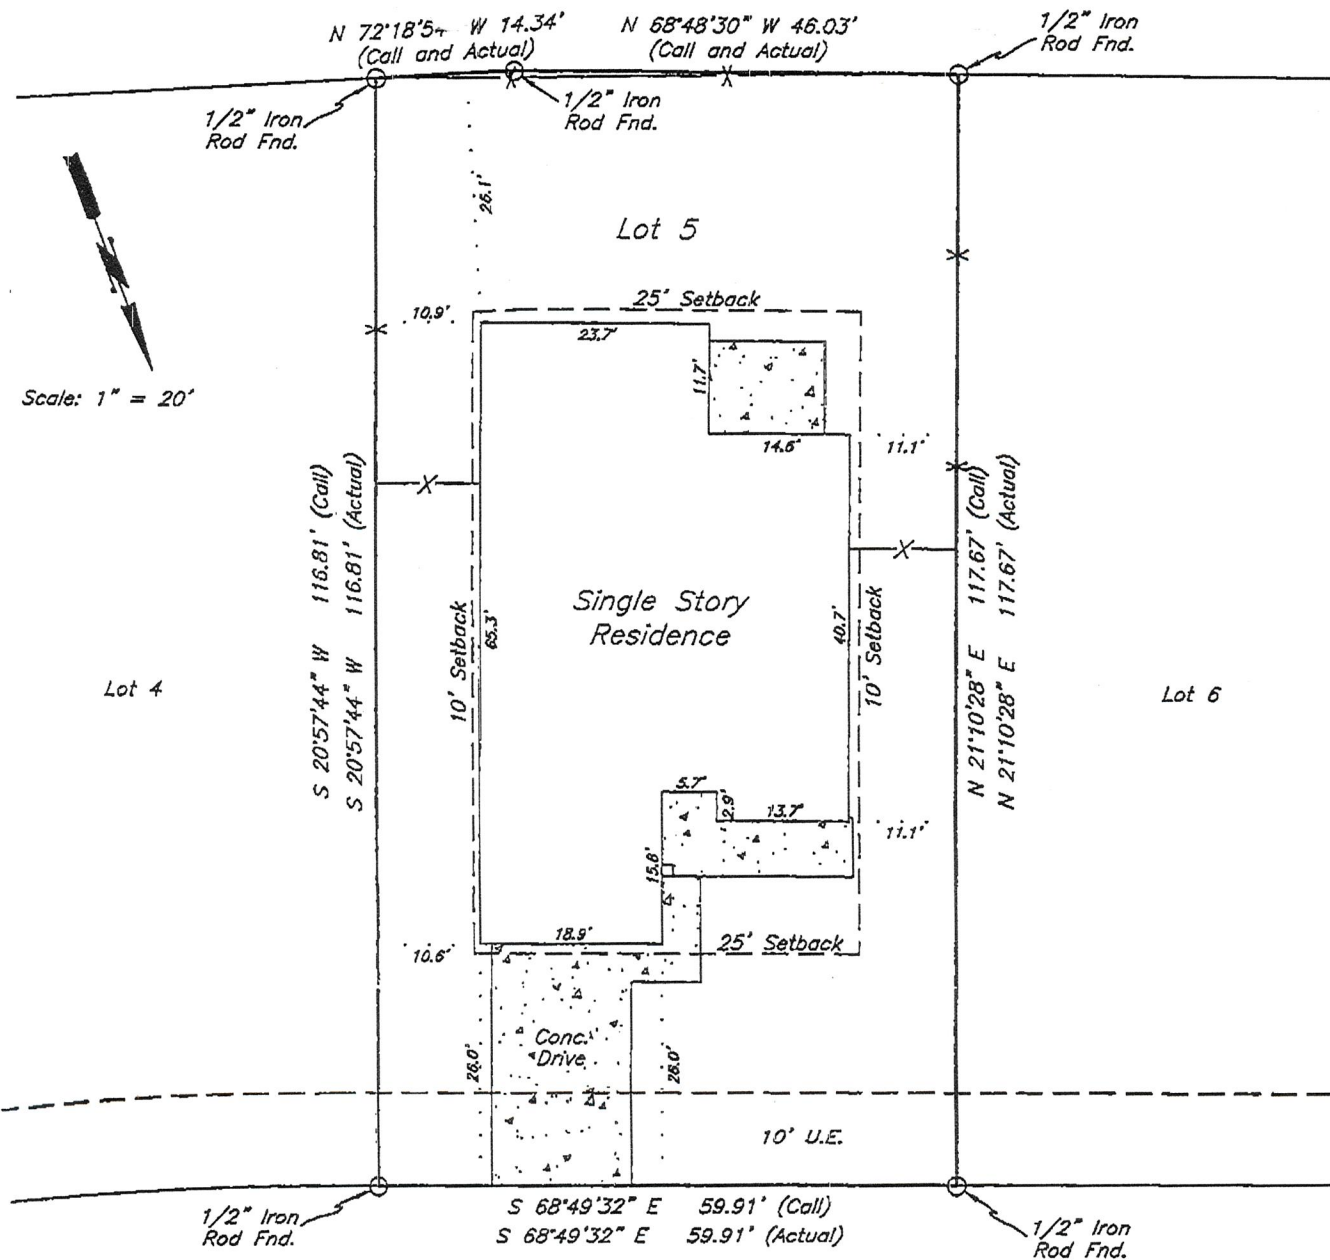 N 72°18'54 W 14.34'
(Call and Actual)
N 68°48'30" W 46.03'
(Call and Actual)
1/2" Iron
Rod Fnd.
1/2" Iron
Rod Fnd.
1/2" Iron
Rod Fnd.
26.1'
Lot 5
25' Setback
10.9'
23.7'
11.7'
Scale: 1" = 20'
14.6'
11.1'
S 20°57'44" W 116.81' (Call)
S 20°57'44" W 116.81' (Actual)
10' Setback
65.3'
Single Story
Residence
40.7'
10' Setback
N 21°10'28" E 117.67' (Call)
N 21°10'28" E 117.67' (Actual)
Lot 4
Lot 6
5.7'
2.9'
13.7'
11.1'
15.8'
18.9'
25' Setback
10.6'
Conc.
Drive
26.0'
26.0'
10' U.E.
S 68°49'32" E 59.91' (Call)
S 68°49'32" E 59.91' (Actual)
1/2" Iron
Rod Fnd.
1/2" Iron
Rod Fnd.